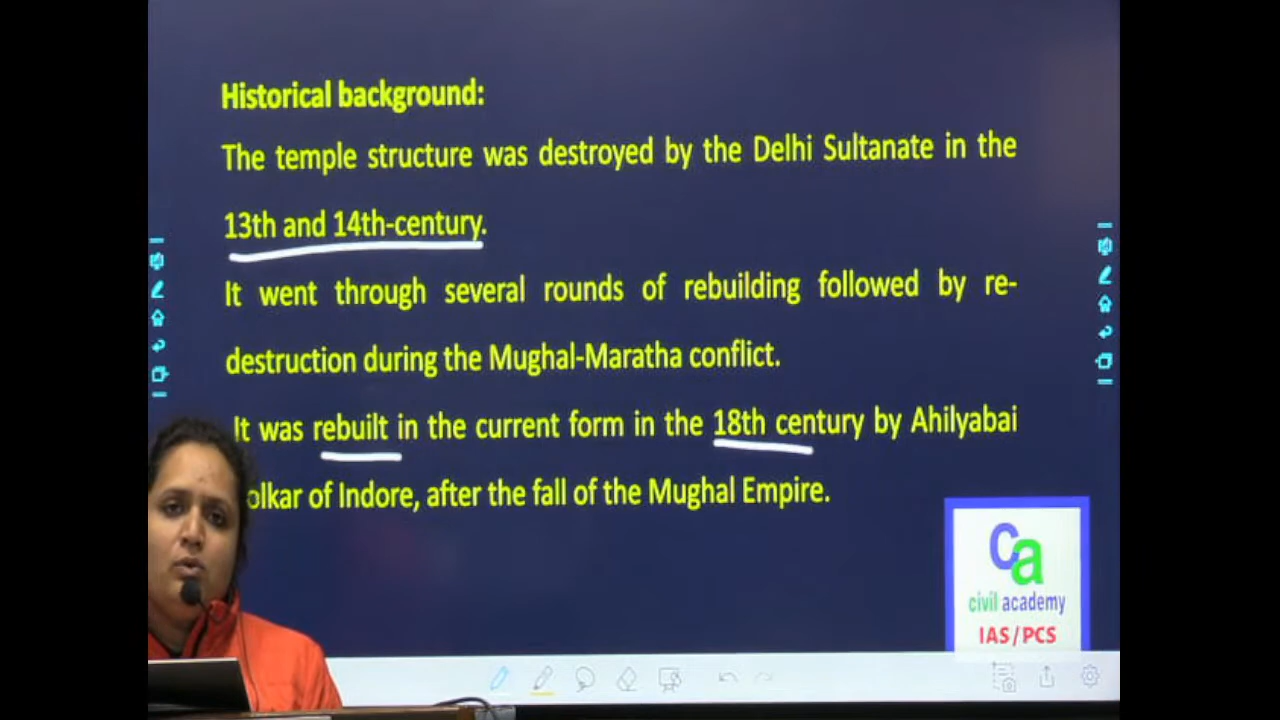 Historical background:
The temple structure was destroyed by the Delhi Sultanate in the
13th and 14th-century.
It went through several rounds of rebuilding followed by re-
destruction during the Mughal-Maratha conflict.
It was rebuilt in the current form in the 18th century by Ahilyabai
olkar of Indore, after the fall of the Mughal Empire.
ca
civil academy
IAS/PCS